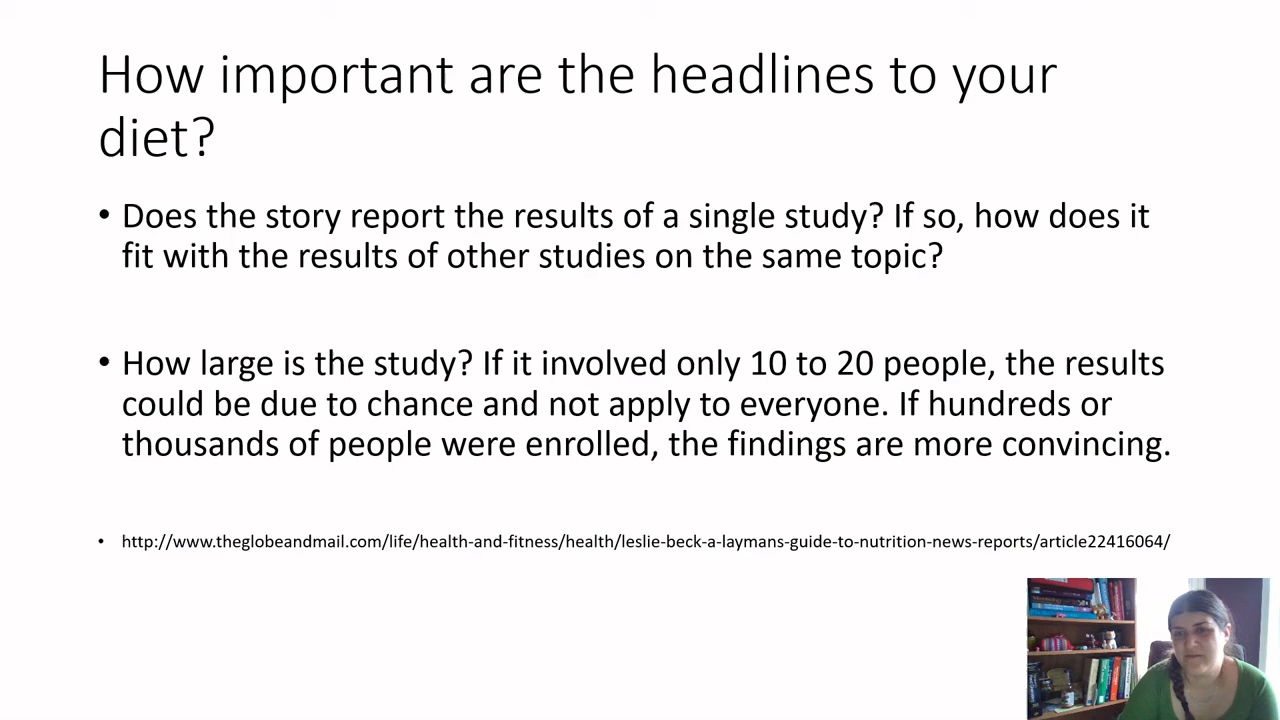 How important are the headlines to your
diet?
• Does the story report the results of a single study? If so, how does it
fit with the results of other studies on the same topic?
• How large is the study? If it involved only 10 to 20 people, the results
could be due to chance and not apply to everyone. If hundreds or
thousands of people were enrolled, the findings are more convincing.
• http://www.theglobeandmail.com/life/health-and-fitness/health/leslie-beck-a-laymans-guide-to-nutrition-news-reports/article22416064/